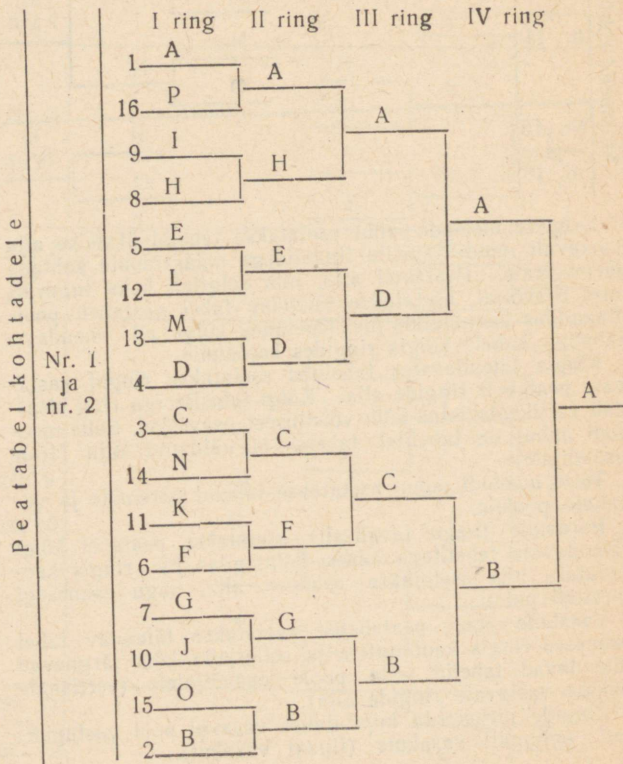 Peatabel kohtadele
Nr. 1
ja
nr. 2
I ring II ring III ring IV ring
1 A
16 P
9 I
8 H
5 E
12 L
13 M
4 D
3 C
14 N
11 K
6 F
7 G
10 J
15 O
2 B
A
H
E
D
C
F
G
B
A
D
C
B
A
B
A